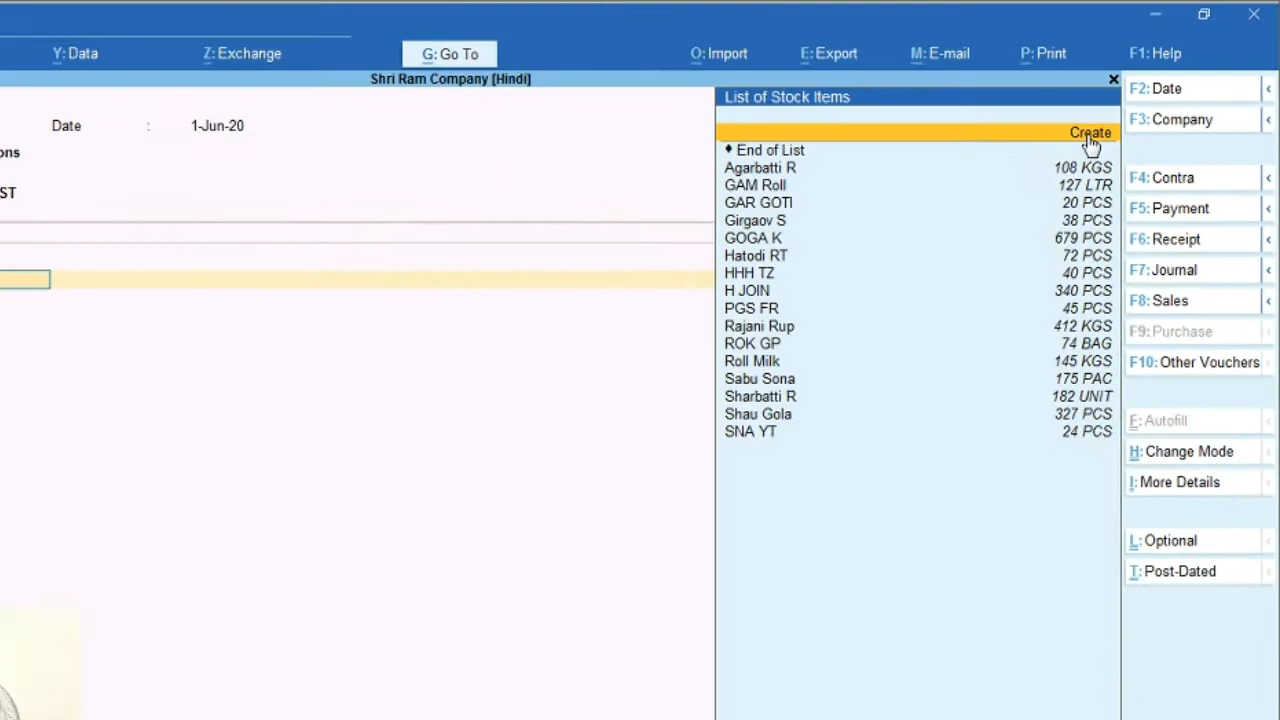 Y: Data Z: Exchange G: Go To O: Import E: Export M: E-mail P: Print F1: Help
Shri Ram Company [Hindi]
Date : 1-Jun-20
ons
ST
List of Stock Items
Create
♦ End of List
Agarbatti R 108 KGS
GAM Roll 127 LTR
GAR GOTI 20 PCS
Girgaov S 38 PCS
GOGA K 679 PCS
Hatodi RT 72 PCS
HHH TZ 40 PCS
H JOIN 340 PCS
PGS FR 45 PCS
Rajani Rup 412 KGS
ROK GP 74 BAG
Roll Milk 145 KGS
Sabu Sona 175 PAC
Sharbatti R 182 UNIT
Shau Gola 327 PCS
SNA YT 24 PCS
F2: Date
F3: Company
F4: Contra
F5: Payment
F6: Receipt
F7: Journal
F8: Sales
F9: Purchase
F10: Other Vouchers
F: Autofill
H: Change Mode
I: More Details
L: Optional
T: Post-Dated